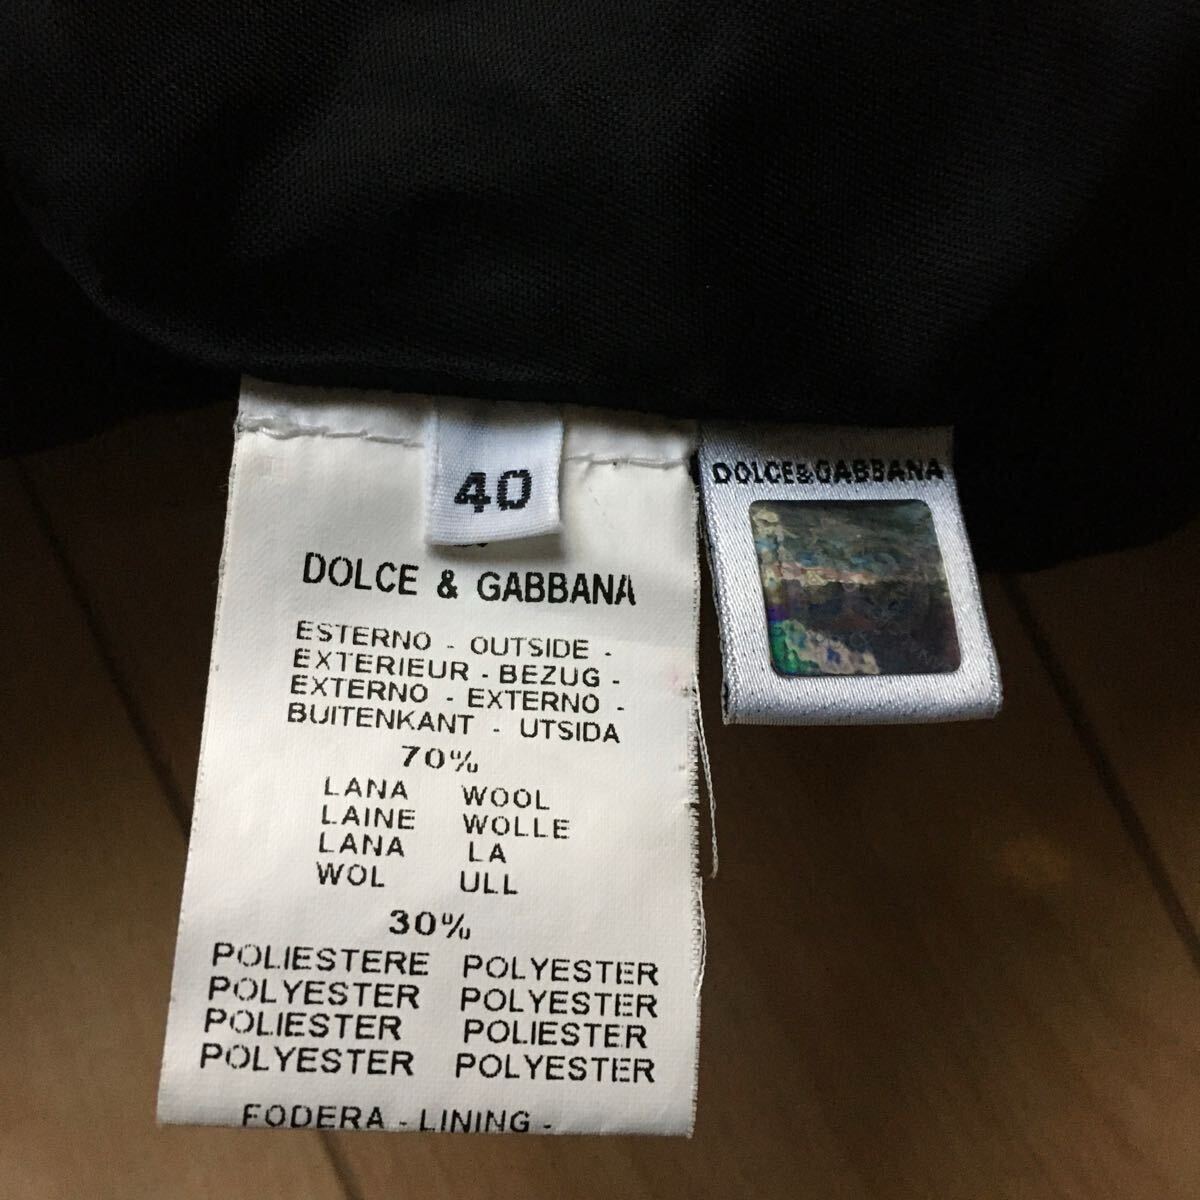 40
DOLCE & GABBANA
ESTERNO - OUTSIDE -
EXTERIEUR - BEZUG -
EXTERNO - EXTERNO -
BUITENKANT - UTSIDA
70%
LANA WOOL
LAINE WOLLE
LANA LA
WOL ULL
30%
POLIESTERE POLYESTER
POLYESTER POLYESTER
POLIESTER POLIESTER
POLYESTER POLYESTER
FODERA - LINING -
DOLCE&GABBANA